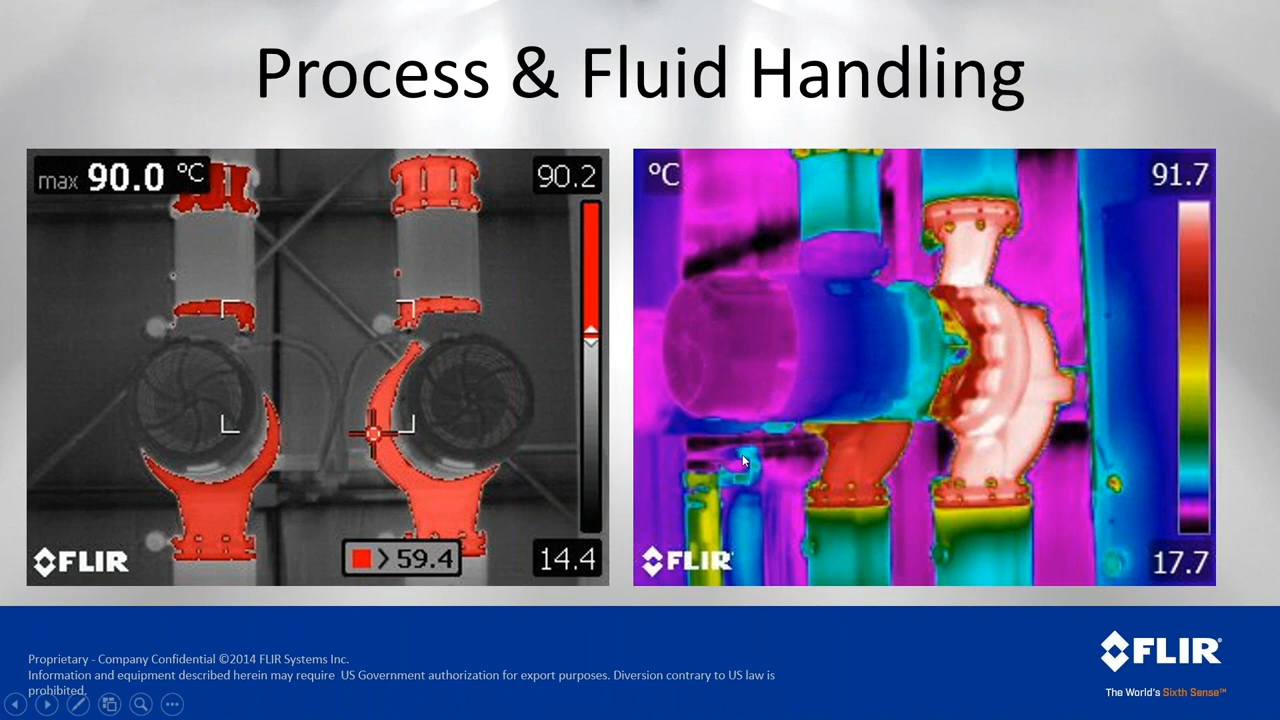 Process & Fluid Handling
max 90.0 °C
90.2
> 59.4
14.4
FLIR
°C
91.7
17.7
FLIR
Proprietary - Company Confidential ©2014 FLIR Systems Inc.
Information and equipment described herein may require US Government authorization for export purposes. Diversion contrary to US law is
prohibited.
FLIR
The World's Sixth Sense™